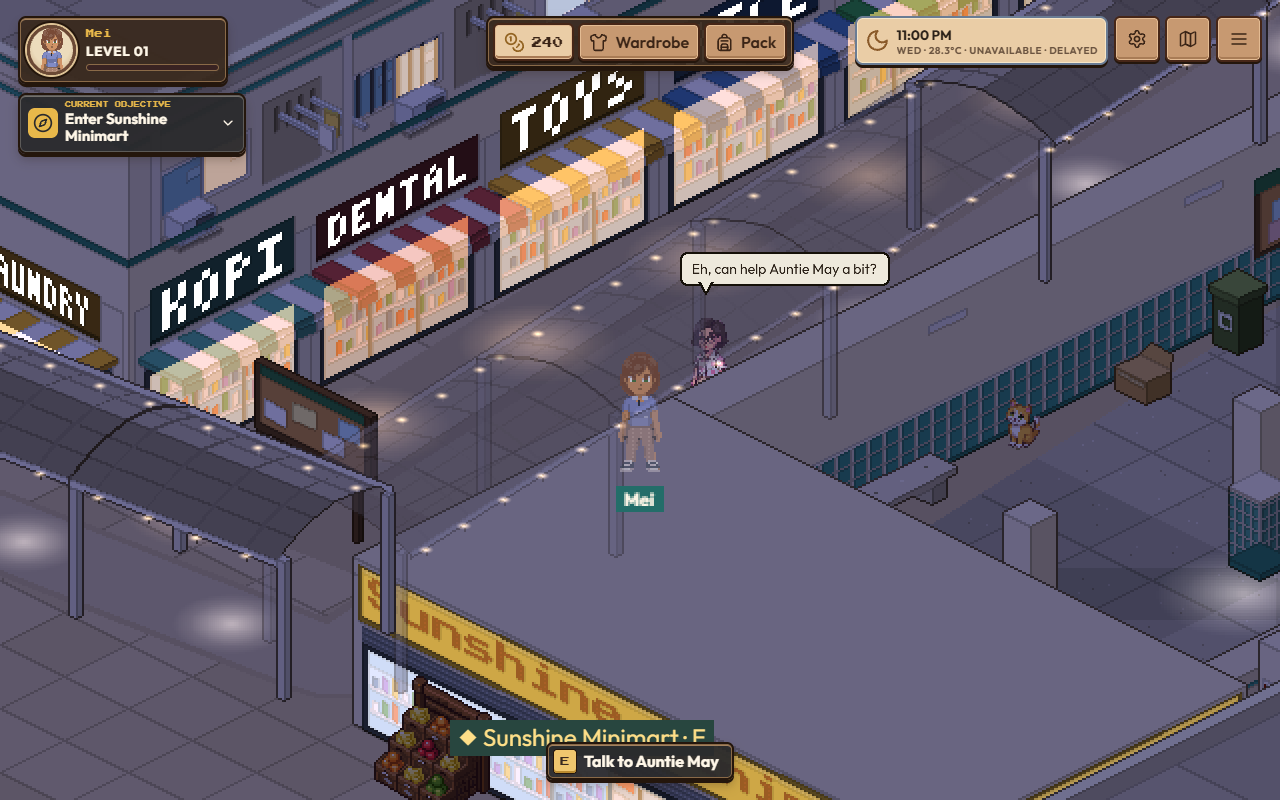 Mei
LEVEL 01
240
Wardrobe
Pack
11:00 PM
WED · 28.3°C · UNAVAILABLE · DELAYED
CURRENT OBJECTIVE
Enter Sunshine
Minimart
TOYS
DENTAL
KOPI
Eh, can help Auntie May a bit?
Mei
Sunshine
Sunshine Minimart · E
E Talk to Auntie May